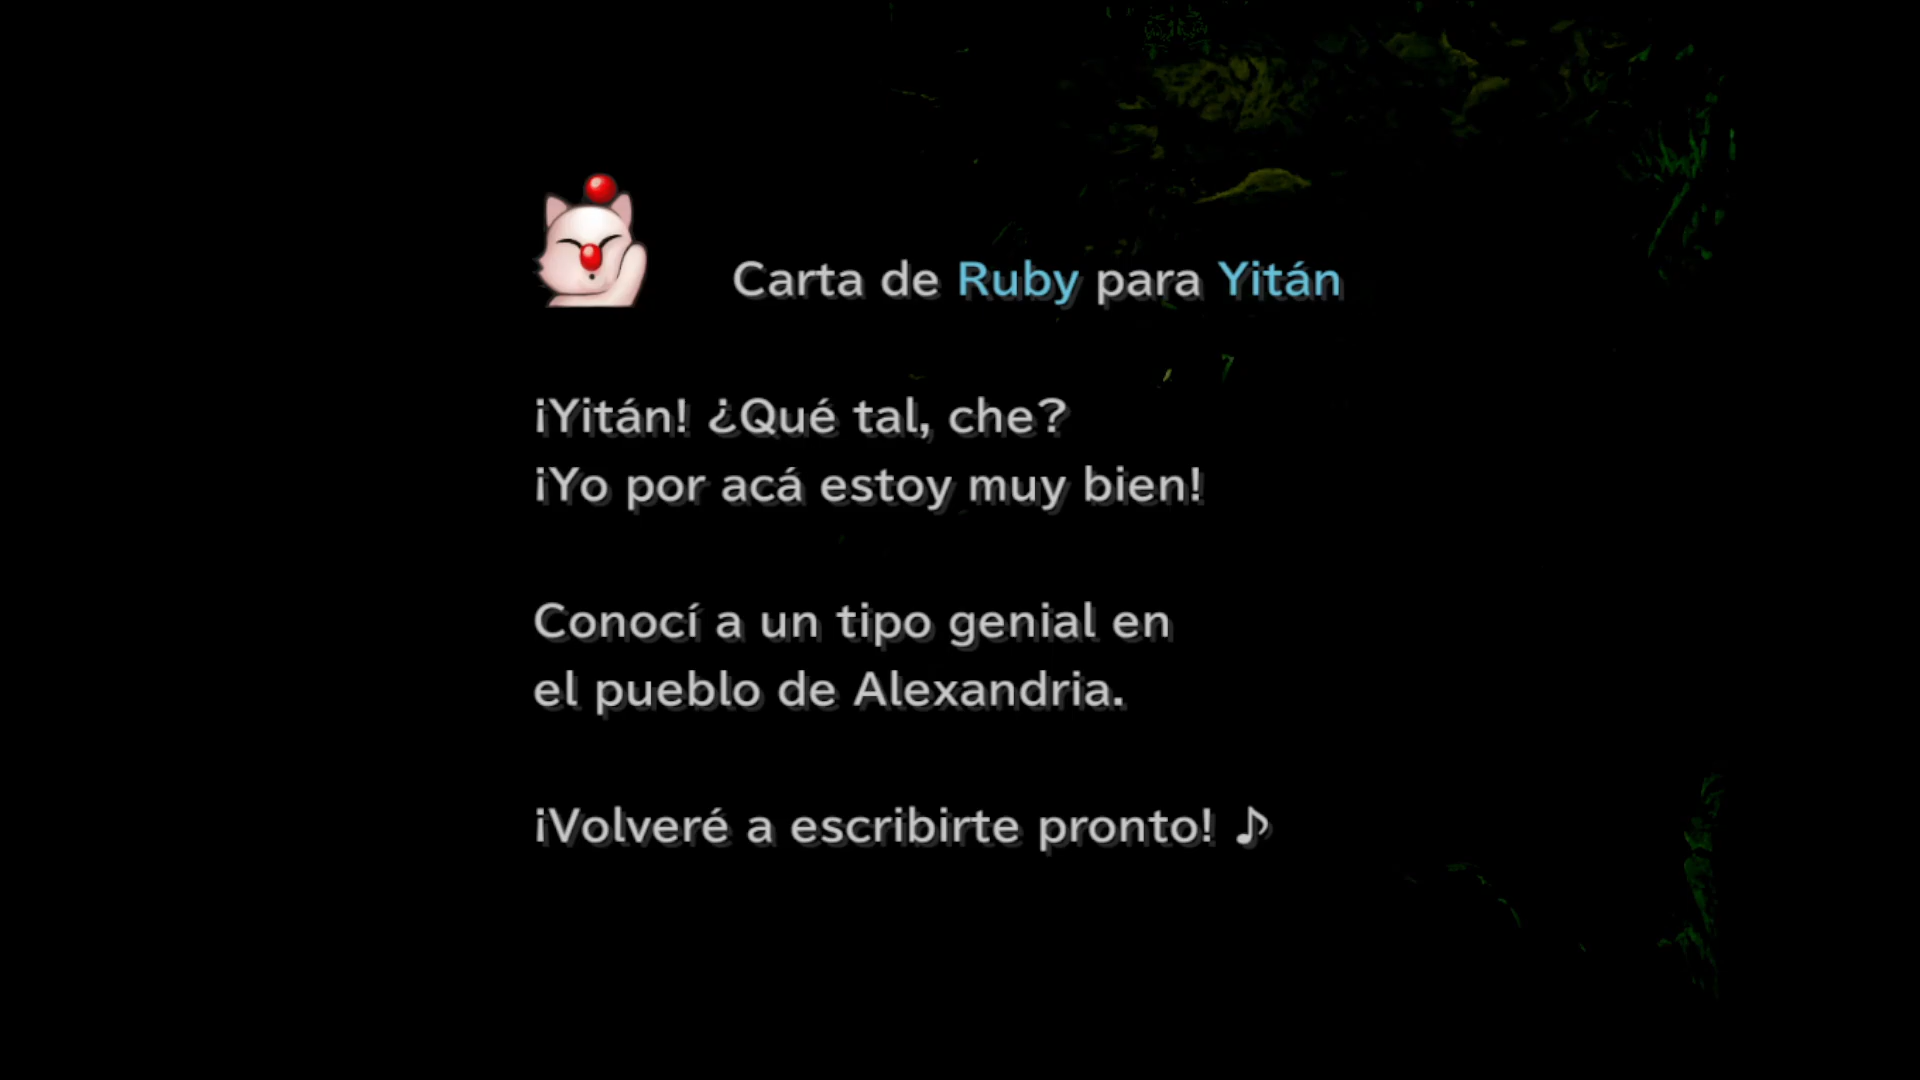 Carta de Ruby para Yitán
¡Yitán! ¿Qué tal, che?
¡Yo por acá estoy muy bien!
Conocí a un tipo genial en
el pueblo de Alexandria.
¡Volveré a escribirte pronto! ♪